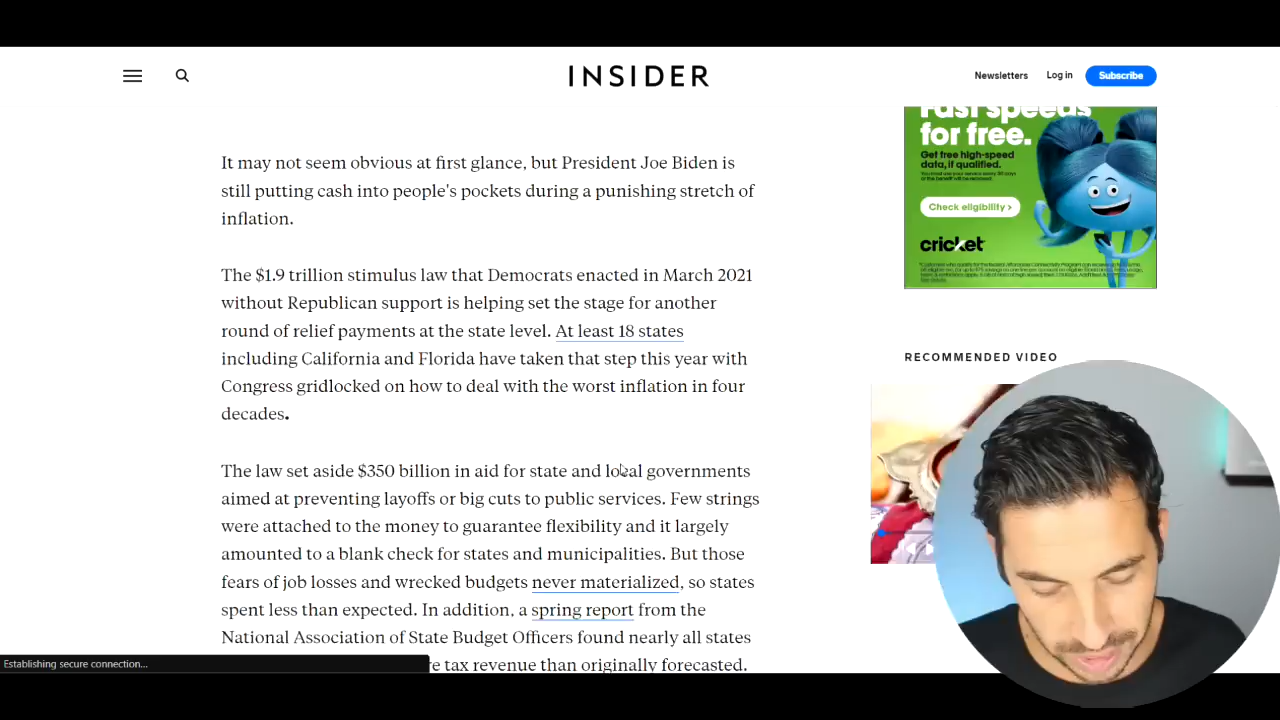 INSIDER
Newsletters
Log in
Subscribe
It may not seem obvious at first glance, but President Joe Biden is
still putting cash into people's pockets during a punishing stretch of
inflation.
The $1.9 trillion stimulus law that Democrats enacted in March 2021
without Republican support is helping set the stage for another
round of relief payments at the state level. At least 18 states
including California and Florida have taken that step this year with
Congress gridlocked on how to deal with the worst inflation in four
decades.
The law set aside $350 billion in aid for state and local governments
aimed at preventing layoffs or big cuts to public services. Few strings
were attached to the money to guarantee flexibility and it largely
amounted to a blank check for states and municipalities. But those
fears of job losses and wrecked budgets never materialized, so states
spent less than expected. In addition, a spring report from the
National Association of State Budget Officers found nearly all states
tax revenue than originally forecasted.
Fast speeds
for free.
Get free high-speed
data, if qualified.
Check eligibility >
cricket
RECOMMENDED VIDEO
Establishing secure connection...